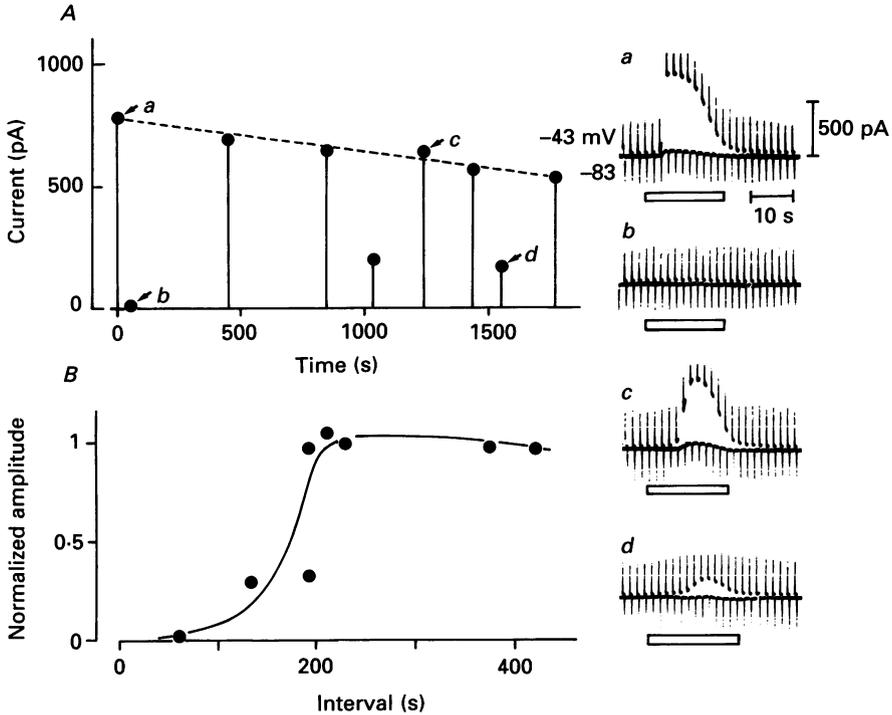 A
Current (pA)
1000
500
0
a
b
c
d
0 500 1000 1500
Time (s)
B
Normalized amplitude
1
0·5
0
0 200 400
Interval (s)
a
–43 mV
–83
500 pA
10 s
b
c
d